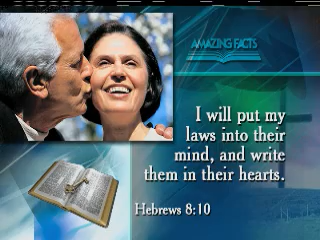 AMAZING FACTS
I will put my
laws into their
mind, and write
them in their hearts.
Hebrews 8:10